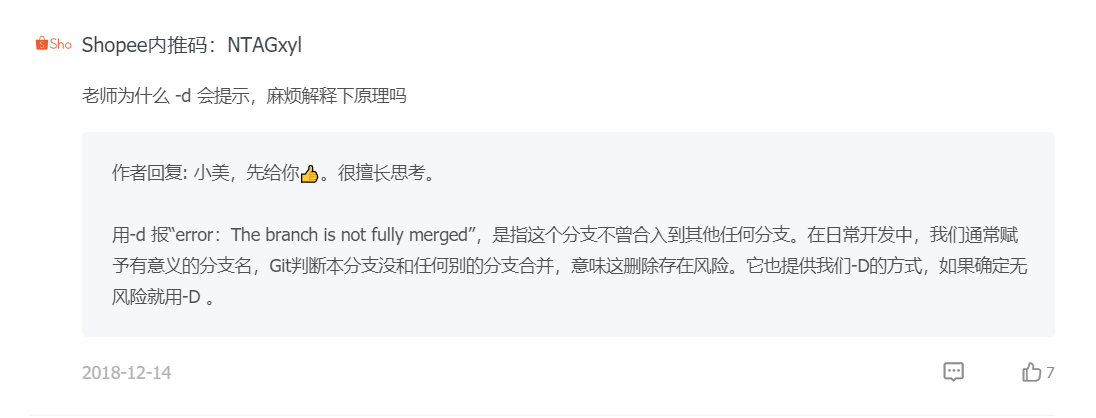 Sho
Shopee内推码：NTAGxyl
老师为什么 -d 会提示，麻烦解释下原理吗
作者回复: 小美，先给你👍。很擅长思考。
用-d 报“error：The branch is not fully merged”，是指这个分支不曾合入到其他任何分支。在日常开发中，我们通常赋
予有意义的分支名，Git判断本分支没和任何别的分支合并，意味这删除存在风险。它也提供我们-D的方式，如果确定无
风险就用-D 。
2018-12-14
7